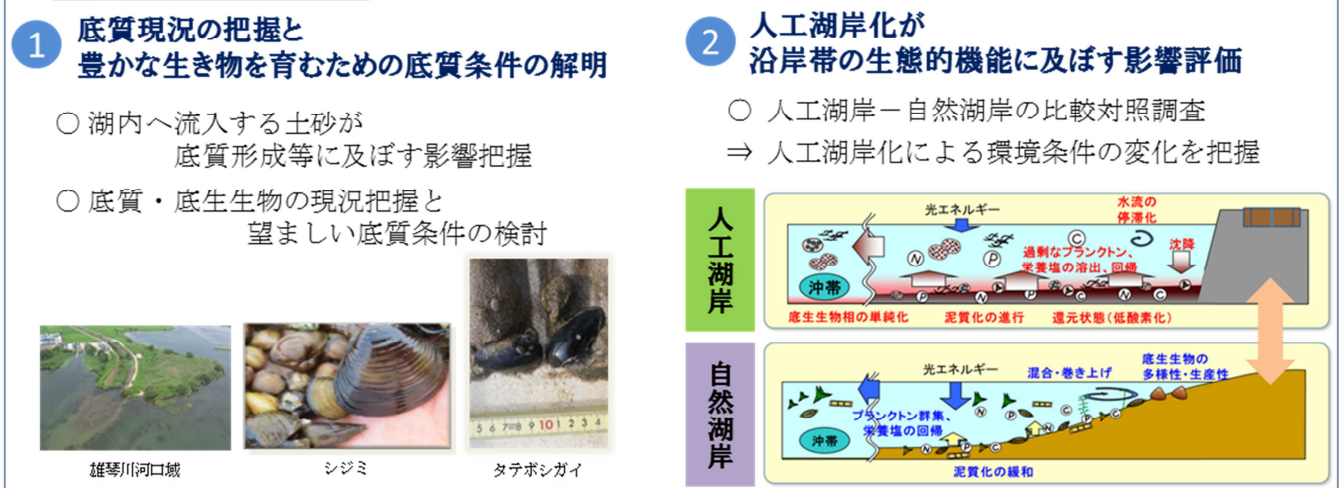 1 底質現況の把握と
豊かな生き物を育むための底質条件の解明
○ 湖内へ流入する土砂が
底質形成等に及ぼす影響把握
○ 底質・底生生物の現況把握と
望ましい底質条件の検討
5 6 7 8 9 10 1 2 3 4
雄琴川河口域
シジミ
タテボシガイ
2 人工湖岸化が
沿岸帯の生態的機能に及ぼす影響評価
○ 人工湖岸－自然湖岸の比較対照調査
⇒ 人工湖岸化による環境条件の変化を把握
人工湖岸
光エネルギー
水流の
停滞化
C
N
P
過剰なプランクトン、
栄養塩の溶出、回帰
沈降
沖帯
P N P C N C
底生生物相の単純化
泥質化の進行
還元状態(低酸素化)
自然湖岸
光エネルギー
混合・巻き上げ
底生生物の
多様性・生産性
N P C
プランクトン群集、
栄養塩の回帰
沖帯
N P C N C P
泥質化の緩和